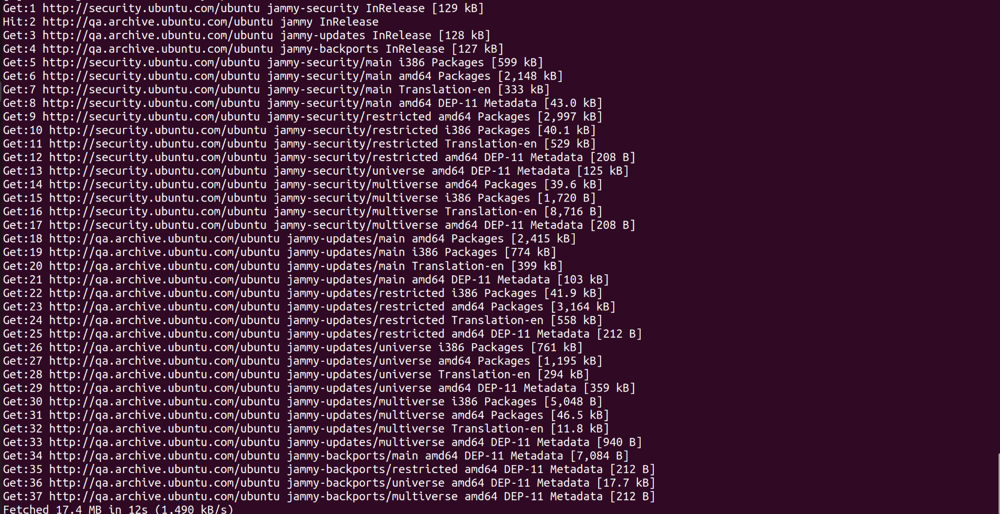 Get:1 http://security.ubuntu.com/ubuntu jammy-security InRelease [129 kB]
Hit:2 http://qa.archive.ubuntu.com/ubuntu jammy InRelease
Get:3 http://qa.archive.ubuntu.com/ubuntu jammy-updates InRelease [128 kB]
Get:4 http://qa.archive.ubuntu.com/ubuntu jammy-backports InRelease [127 kB]
Get:5 http://security.ubuntu.com/ubuntu jammy-security/main i386 Packages [599 kB]
Get:6 http://security.ubuntu.com/ubuntu jammy-security/main amd64 Packages [2,148 kB]
Get:7 http://security.ubuntu.com/ubuntu jammy-security/main Translation-en [333 kB]
Get:8 http://security.ubuntu.com/ubuntu jammy-security/main amd64 DEP-11 Metadata [43.0 kB]
Get:9 http://security.ubuntu.com/ubuntu jammy-security/restricted amd64 Packages [2,997 kB]
Get:10 http://security.ubuntu.com/ubuntu jammy-security/restricted i386 Packages [40.1 kB]
Get:11 http://security.ubuntu.com/ubuntu jammy-security/restricted Translation-en [529 kB]
Get:12 http://security.ubuntu.com/ubuntu jammy-security/restricted amd64 DEP-11 Metadata [208 B]
Get:13 http://security.ubuntu.com/ubuntu jammy-security/universe amd64 DEP-11 Metadata [125 kB]
Get:14 http://security.ubuntu.com/ubuntu jammy-security/multiverse amd64 Packages [39.6 kB]
Get:15 http://security.ubuntu.com/ubuntu jammy-security/multiverse i386 Packages [1,720 B]
Get:16 http://security.ubuntu.com/ubuntu jammy-security/multiverse Translation-en [8,716 B]
Get:17 http://security.ubuntu.com/ubuntu jammy-security/multiverse amd64 DEP-11 Metadata [208 B]
Get:18 http://qa.archive.ubuntu.com/ubuntu jammy-updates/main amd64 Packages [2,415 kB]
Get:19 http://qa.archive.ubuntu.com/ubuntu jammy-updates/main i386 Packages [774 kB]
Get:20 http://qa.archive.ubuntu.com/ubuntu jammy-updates/main Translation-en [399 kB]
Get:21 http://qa.archive.ubuntu.com/ubuntu jammy-updates/main amd64 DEP-11 Metadata [103 kB]
Get:22 http://qa.archive.ubuntu.com/ubuntu jammy-updates/restricted i386 Packages [41.9 kB]
Get:23 http://qa.archive.ubuntu.com/ubuntu jammy-updates/restricted amd64 Packages [3,164 kB]
Get:24 http://qa.archive.ubuntu.com/ubuntu jammy-updates/restricted Translation-en [558 kB]
Get:25 http://qa.archive.ubuntu.com/ubuntu jammy-updates/restricted amd64 DEP-11 Metadata [212 B]
Get:26 http://qa.archive.ubuntu.com/ubuntu jammy-updates/universe i386 Packages [761 kB]
Get:27 http://qa.archive.ubuntu.com/ubuntu jammy-updates/universe amd64 Packages [1,195 kB]
Get:28 http://qa.archive.ubuntu.com/ubuntu jammy-updates/universe Translation-en [294 kB]
Get:29 http://qa.archive.ubuntu.com/ubuntu jammy-updates/universe amd64 DEP-11 Metadata [359 kB]
Get:30 http://qa.archive.ubuntu.com/ubuntu jammy-updates/multiverse i386 Packages [5,048 B]
Get:31 http://qa.archive.ubuntu.com/ubuntu jammy-updates/multiverse amd64 Packages [46.5 kB]
Get:32 http://qa.archive.ubuntu.com/ubuntu jammy-updates/multiverse Translation-en [11.8 kB]
Get:33 http://qa.archive.ubuntu.com/ubuntu jammy-updates/multiverse amd64 DEP-11 Metadata [940 B]
Get:34 http://qa.archive.ubuntu.com/ubuntu jammy-backports/main amd64 DEP-11 Metadata [7,084 B]
Get:35 http://qa.archive.ubuntu.com/ubuntu jammy-backports/restricted amd64 DEP-11 Metadata [212 B]
Get:36 http://qa.archive.ubuntu.com/ubuntu jammy-backports/universe amd64 DEP-11 Metadata [17.7 kB]
Get:37 http://qa.archive.ubuntu.com/ubuntu jammy-backports/multiverse amd64 DEP-11 Metadata [212 B]
Fetched 17.4 MB in 12s (1,490 kB/s)